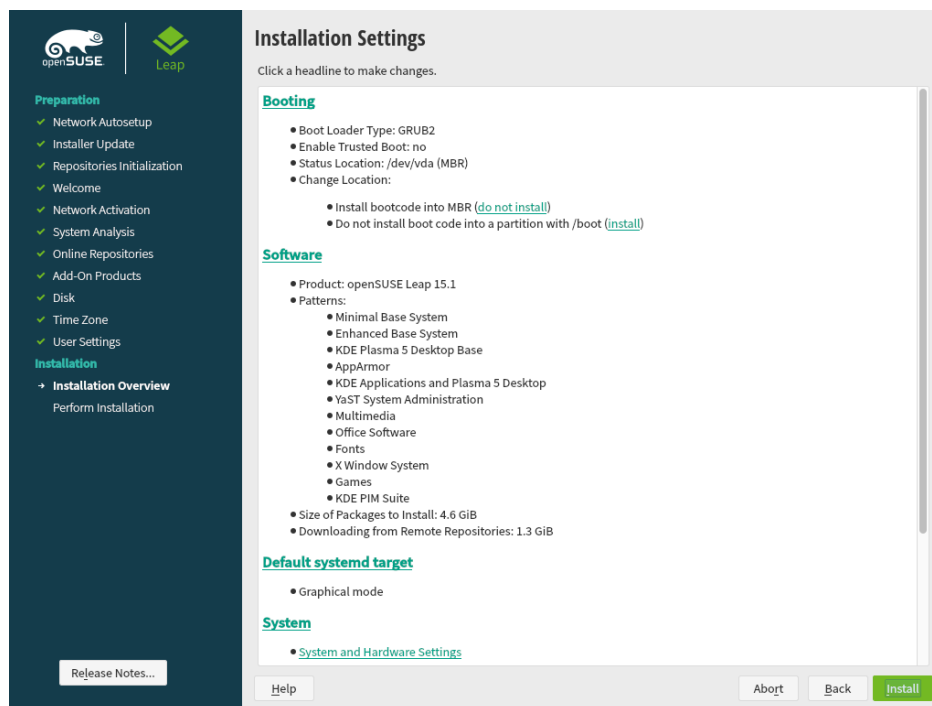 openSUSE.
Leap
Preparation
Network Autosetup
Installer Update
Repositories Initialization
Welcome
Network Activation
System Analysis
Online Repositories
Add-On Products
Disk
Time Zone
User Settings
Installation
Installation Overview
Perform Installation
Release Notes...
Installation Settings
Click a headline to make changes.
Booting
Boot Loader Type: GRUB2
Enable Trusted Boot: no
Status Location: /dev/vda (MBR)
Change Location:
Install bootcode into MBR (do not install)
Do not install boot code into a partition with /boot (install)
Software
Product: openSUSE Leap 15.1
Patterns:
Minimal Base System
Enhanced Base System
KDE Plasma 5 Desktop Base
AppArmor
KDE Applications and Plasma 5 Desktop
YaST System Administration
Multimedia
Office Software
Fonts
X Window System
Games
KDE PIM Suite
Size of Packages to Install: 4.6 GiB
Downloading from Remote Repositories: 1.3 GiB
Default systemd target
Graphical mode
System
System and Hardware Settings
Help
Abort
Back
Install